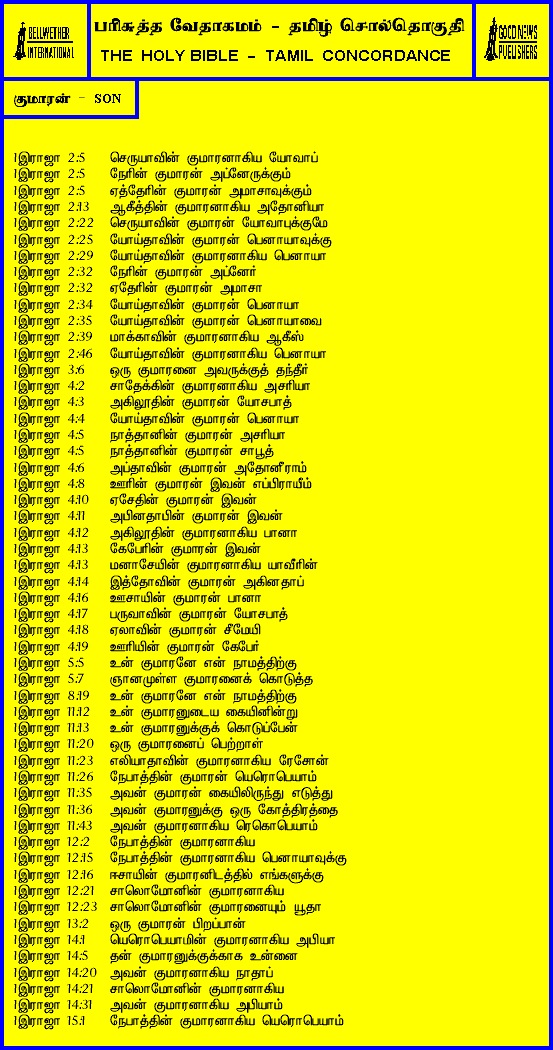 BELLWETHER
INTERNATIONAL
பரிசுத்த வேதாகமம் - தமிழ் சொல்தொகுதி
THE HOLY BIBLE - TAMIL CONCORDANCE
GOOD NEWS
PUBLISHERS
குமாரன் - SON
1இராஜா 2:5 செருயாவின் குமாரனாகிய யோவாப்
1இராஜா 2:5 நேரின் குமாரன் அப்னேருக்கும்
1இராஜா 2:5 ஏத்தேரின் குமாரன் அமாசாவுக்கும்
1இராஜா 2:13 ஆகீத்தின் குமாரனாகிய அதோனியா
1இராஜா 2:22 செருயாவின் குமாரன் யோவாபுக்குமே
1இராஜா 2:25 யோய்தாவின் குமாரன் பெனாயாவுக்கு
1இராஜா 2:29 யோய்தாவின் குமாரனாகிய பெனாயா
1இராஜா 2:32 நேரின் குமாரன் அப்னேர்
1இராஜா 2:32 ஏதேரின் குமாரன் அமாசா
1இராஜா 2:34 யோய்தாவின் குமாரன் பெனாயா
1இராஜா 2:35 யோய்தாவின் குமாரன் பெனாயாவை
1இராஜா 2:39 மாக்காவின் குமாரனாகிய ஆகீஸ்
1இராஜா 2:46 யோய்தாவின் குமாரனாகிய பெனாயா
1இராஜா 3:6 ஒரு குமாரனை அவருக்குத் தந்தீர்
1இராஜா 4:2 சாதேக்கின் குமாரனாகிய அசரியா
1இராஜா 4:3 அகிலூதின் குமாரன் யோசபாத்
1இராஜா 4:4 யோய்தாவின் குமாரன் பெனாயா
1இராஜா 4:5 நாத்தானின் குமாரன் அசரியா
1இராஜா 4:5 நாத்தானின் குமாரன் சாபூத்
1இராஜா 4:6 அப்தாவின் குமாரன் அதோனீராம்
1இராஜா 4:8 ஊரின் குமாரன் இவன் எப்பிராயீம்
1இராஜா 4:10 ஏசேதின் குமாரன் இவன்
1இராஜா 4:11 அபினதாபின் குமாரன் இவன்
1இராஜா 4:12 அகிலூதின் குமாரனாகிய பானா
1இராஜா 4:13 கேபேரின் குமாரன் இவன்
1இராஜா 4:13 மனாசேயின் குமாரனாகிய யாவீரின்
1இராஜா 4:14 இத்தோவின் குமாரன் அகினதாப்
1இராஜா 4:16 ஊசாயின் குமாரன் பானா
1இராஜா 4:17 பருவாவின் குமாரன் யோசபாத்
1இராஜா 4:18 ஏலாவின் குமாரன் சீமேயி
1இராஜா 4:19 ஊரியின் குமாரன் கேபேர்
1இராஜா 5:5 உன் குமாரனே என் நாமத்திற்கு
1இராஜா 5:7 ஞானமுள்ள குமாரனைக் கொடுத்த
1இராஜா 8:19 உன் குமாரனே என் நாமத்திற்கு
1இராஜா 11:12 உன் குமாரனுடைய கையினின்று
1இராஜா 11:13 உன் குமாரனுக்குக் கொடுப்பேன்
1இராஜா 11:20 ஒரு குமாரனைப் பெற்றாள்
1இராஜா 11:23 எலியாதாவின் குமாரனாகிய ரேசோன்
1இராஜா 11:26 நேபாத்தின் குமாரன் யெரொபெயாம்
1இராஜா 11:35 அவன் குமாரன் கையிலிருந்து எடுத்து
1இராஜா 11:36 அவன் குமாரனுக்கு ஒரு கோத்திரத்தை
1இராஜா 11:43 அவன் குமாரனாகிய ரெகொபெயாம்
1இராஜா 12:2 நேபாத்தின் குமாரனாகிய
1இராஜா 12:15 நேபாத்தின் குமாரனாகிய பெனாயாவுக்கு
1இராஜா 12:16 ஈசாயின் குமாரனிடத்தில் எங்களுக்கு
1இராஜா 12:21 சாலொமோனின் குமாரனாகிய
1இராஜா 12:23 சாலொமோனின் குமாரனையும் யூதா
1இராஜா 13:2 ஒரு குமாரன் பிறப்பான்
1இராஜா 14:1 யெரொபெயாமின் குமாரனாகிய அபியா
1இராஜா 14:5 தன் குமாரனுக்குக்காக உன்னை
1இராஜா 14:20 அவன் குமாரனாகிய நாதாப்
1இராஜா 14:21 சாலொமோனின் குமாரனாகிய
1இராஜா 14:31 அவன் குமாரனாகிய அபியாம்
1இராஜா 15:1 நேபாத்தின் குமாரனாகிய யெரொபெயாம்